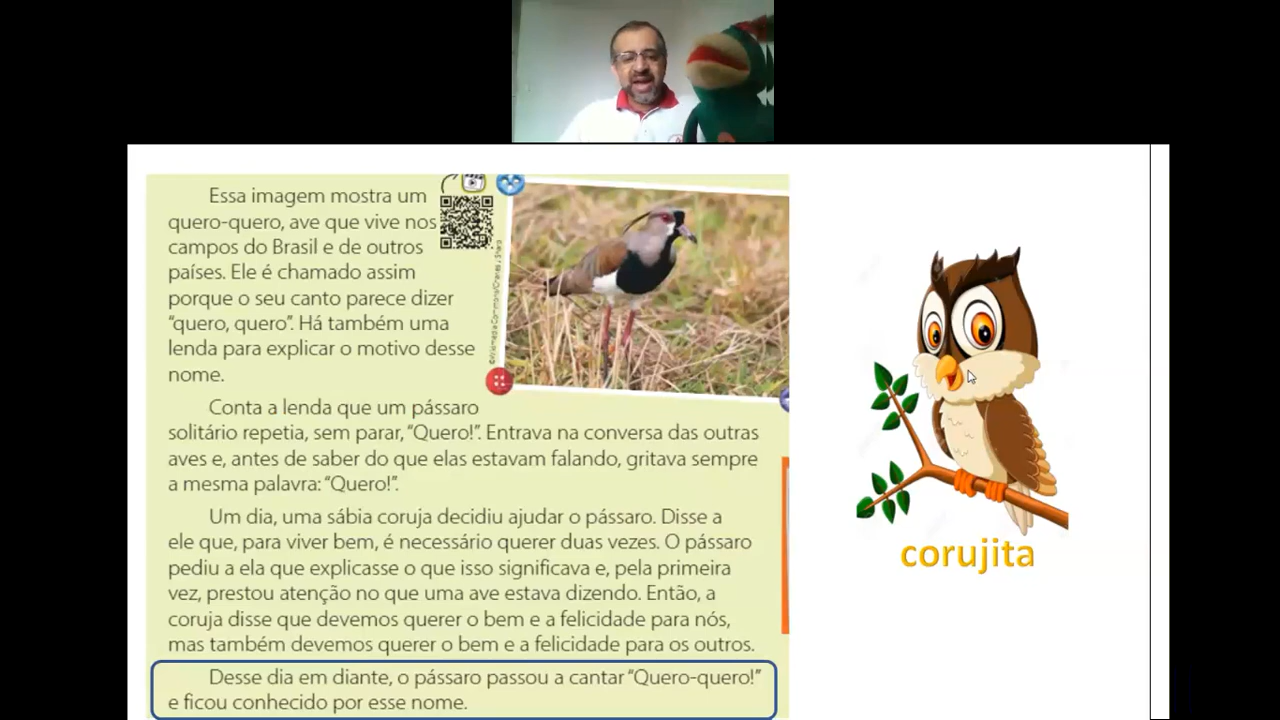 Essa imagem mostra um
quero-quero, ave que vive nos
campos do Brasil e de outros
países. Ele é chamado assim
porque o seu canto parece dizer
“quero, quero”. Há também uma
lenda para explicar o motivo desse
nome.
Conta a lenda que um pássaro
solitário repetia, sem parar, “Quero!”. Entrava na conversa das outras
aves e, antes de saber do que elas estavam falando, gritava sempre
a mesma palavra: “Quero!”.
Um dia, uma sábia coruja decidiu ajudar o pássaro. Disse a
ele que, para viver bem, é necessário querer duas vezes. O pássaro
pediu a ela que explicasse o que isso significava e, pela primeira
vez, prestou atenção no que uma ave estava dizendo. Então, a
coruja disse que devemos querer o bem e a felicidade para nós,
mas também devemos querer o bem e a felicidade para os outros.
Desse dia em diante, o pássaro passou a cantar “Quero-quero!”
e ficou conhecido por esse nome.
corujita